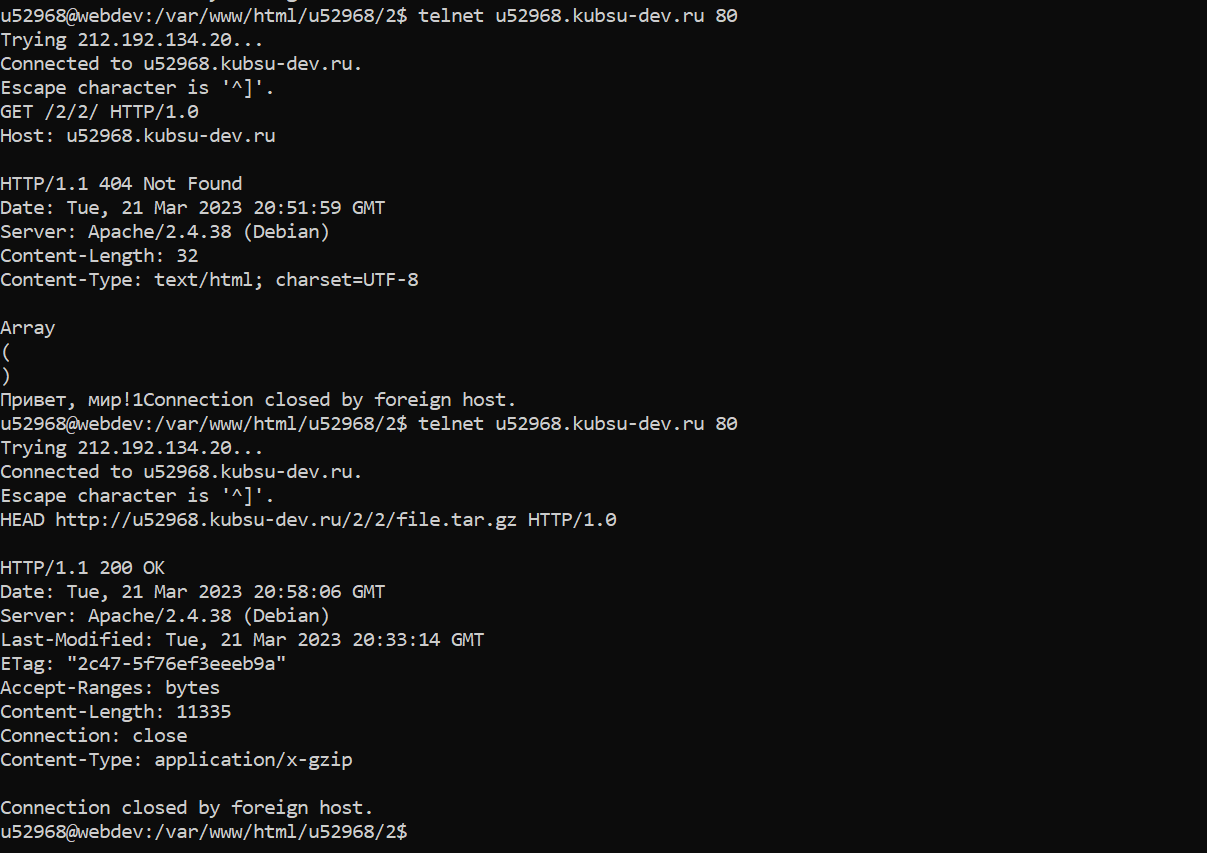 u52968@webdev:/var/www/html/u52968/2$ telnet u52968.kubsu-dev.ru 80
Trying 212.192.134.20...
Connected to u52968.kubsu-dev.ru.
Escape character is '^]'.
GET /2/2/ HTTP/1.0
Host: u52968.kubsu-dev.ru
HTTP/1.1 404 Not Found
Date: Tue, 21 Mar 2023 20:51:59 GMT
Server: Apache/2.4.38 (Debian)
Content-Length: 32
Content-Type: text/html; charset=UTF-8
Array
(
)
Привет, мир!1Connection closed by foreign host.
u52968@webdev:/var/www/html/u52968/2$ telnet u52968.kubsu-dev.ru 80
Trying 212.192.134.20...
Connected to u52968.kubsu-dev.ru.
Escape character is '^]'.
HEAD http://u52968.kubsu-dev.ru/2/2/file.tar.gz HTTP/1.0
HTTP/1.1 200 OK
Date: Tue, 21 Mar 2023 20:58:06 GMT
Server: Apache/2.4.38 (Debian)
Last-Modified: Tue, 21 Mar 2023 20:33:14 GMT
ETag: "2c47-5f76ef3eeeb9a"
Accept-Ranges: bytes
Content-Length: 11335
Connection: close
Content-Type: application/x-gzip
Connection closed by foreign host.
u52968@webdev:/var/www/html/u52968/2$